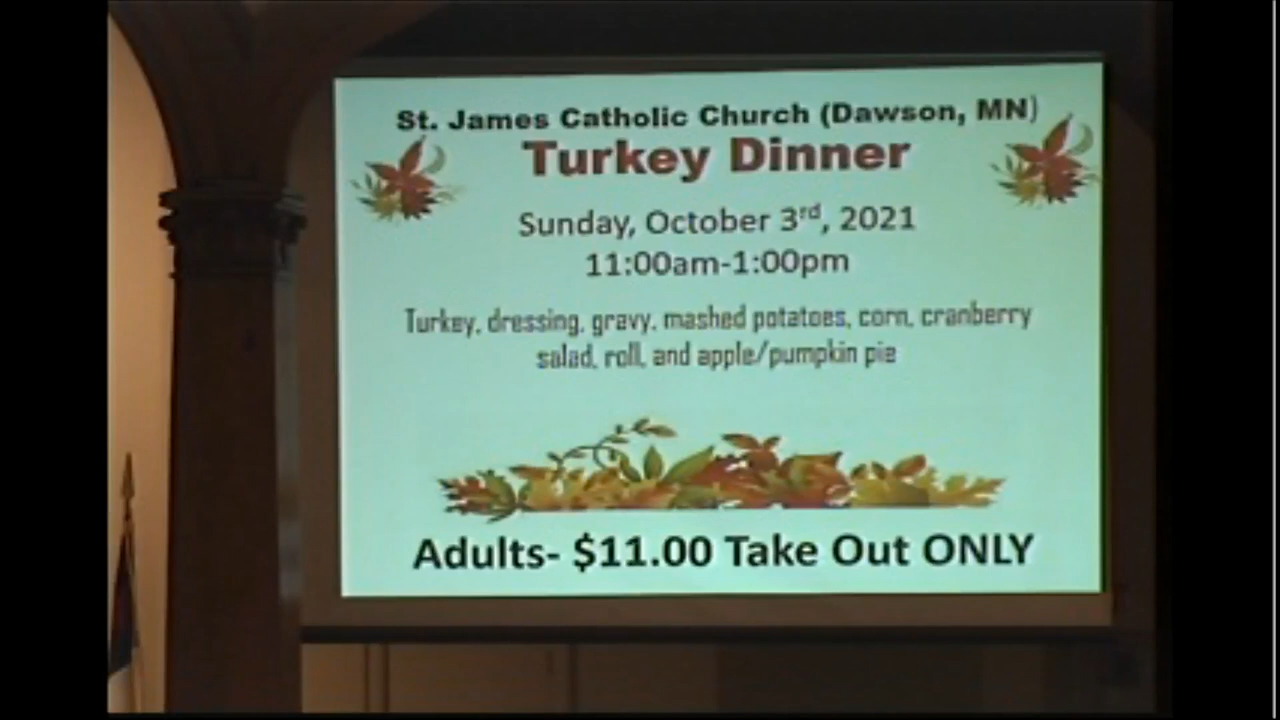 St. James Catholic Church (Dawson, MN)
Turkey Dinner
Sunday, October 3rd, 2021
11:00am-1:00pm
Turkey, dressing, gravy, mashed potatoes, corn, cranberry
salad, roll, and apple/pumpkin pie
Adults- $11.00 Take Out ONLY